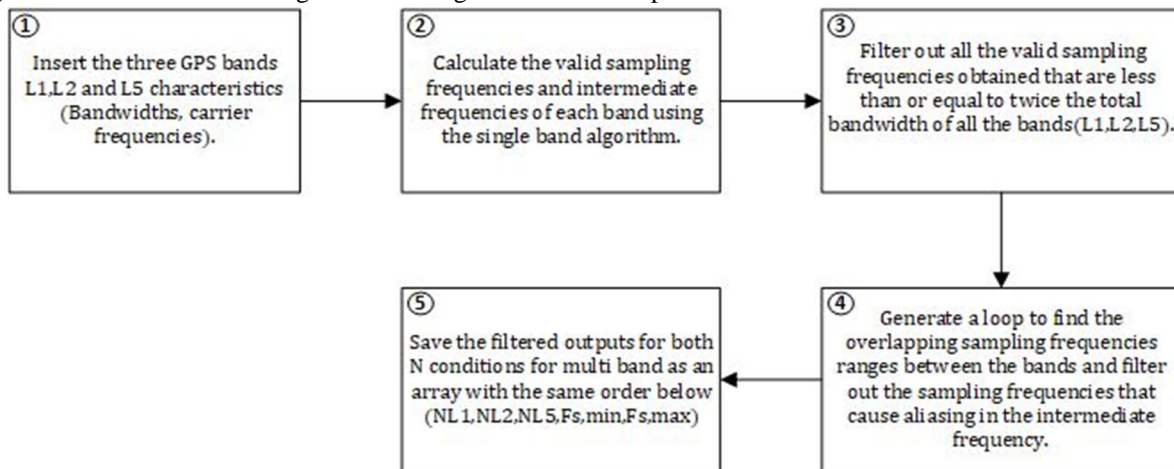 ①
Insert the three GPS bands
L1,L2 and L5 characteristics
(Bandwidths, carrier
frequencies).
②
Calculate the valid sampling
frequencies and intermediate
frequencies of each band using
the single band algorithm.
③
Filter out all the valid sampling
frequencies obtained that are less
than or equal to twice the total
bandwidth of all the bands(L1,L2,L5).
④
Generate a loop to find the
overlapping sampling frequencies
ranges between the bands and filter
out the sampling frequencies that
cause aliasing in the intermediate
frequency.
⑤
Save the filtered outputs for both
N conditions for multi band as an
array with the same order below
(NL1,NL2,NL5,Fs,min,Fs,max)